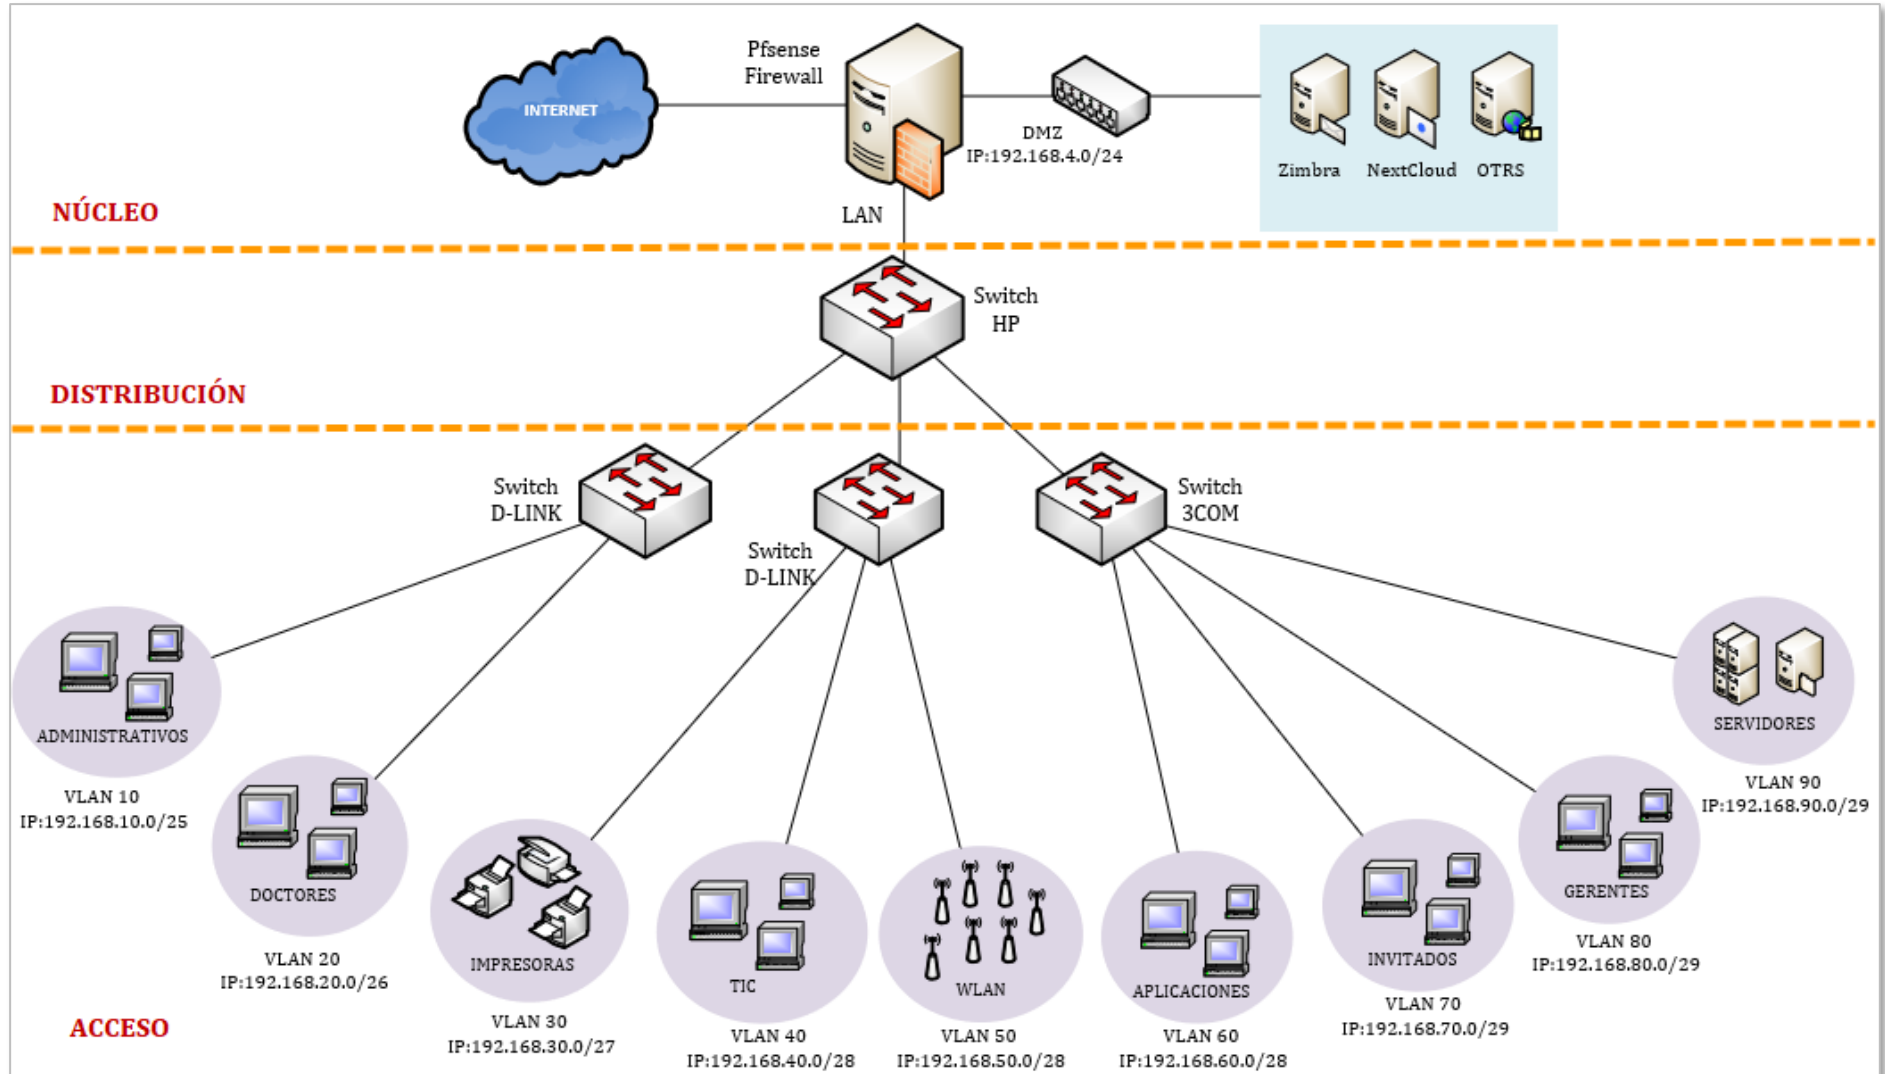 Pfsense
Firewall
INTERNET
DMZ
IP:192.168.4.0/24
Zimbra
NextCloud
OTRS
LAN
NÚCLEO
Switch
HP
DISTRIBUCIÓN
Switch
D-LINK
Switch
D-LINK
Switch
3COM
ADMINISTRATIVOS
VLAN 10
IP:192.168.10.0/25
DOCTORES
VLAN 20
IP:192.168.20.0/26
IMPRESORAS
VLAN 30
IP:192.168.30.0/27
TIC
VLAN 40
IP:192.168.40.0/28
WLAN
VLAN 50
IP:192.168.50.0/28
APLICACIONES
VLAN 60
IP:192.168.60.0/28
INVITADOS
VLAN 70
IP:192.168.70.0/29
GERENTES
VLAN 80
IP:192.168.80.0/29
SERVIDORES
VLAN 90
IP:192.168.90.0/29
ACCESO